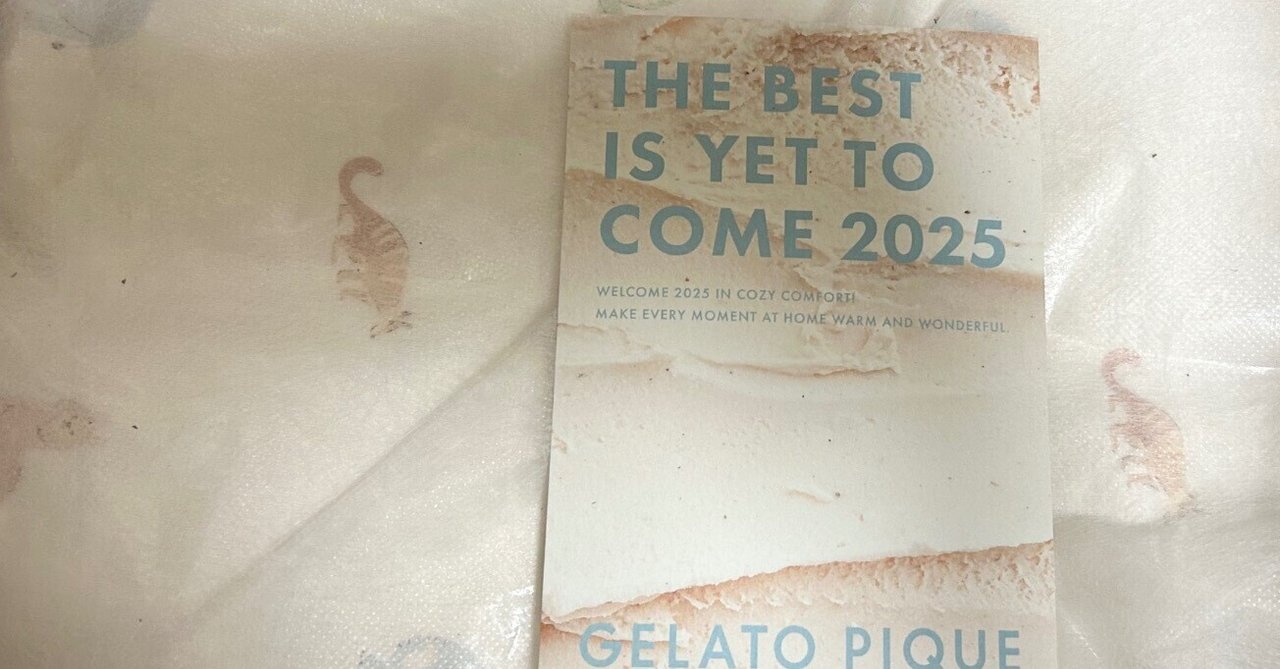 THE BEST
IS YET TO
COME 2025
WELCOME 2025 IN COZY COMFORT!
MAKE EVERY MOMENT AT HOME WARM AND WONDERFUL.
GELATO PIQUE